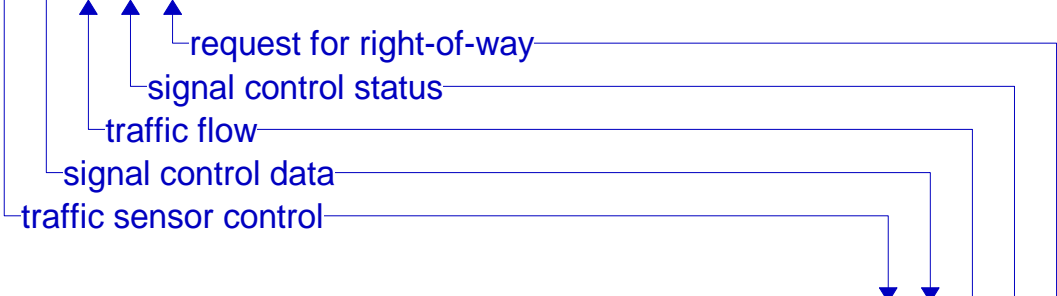 request for right-of-way
signal control status
traffic flow
signal control data
traffic sensor control